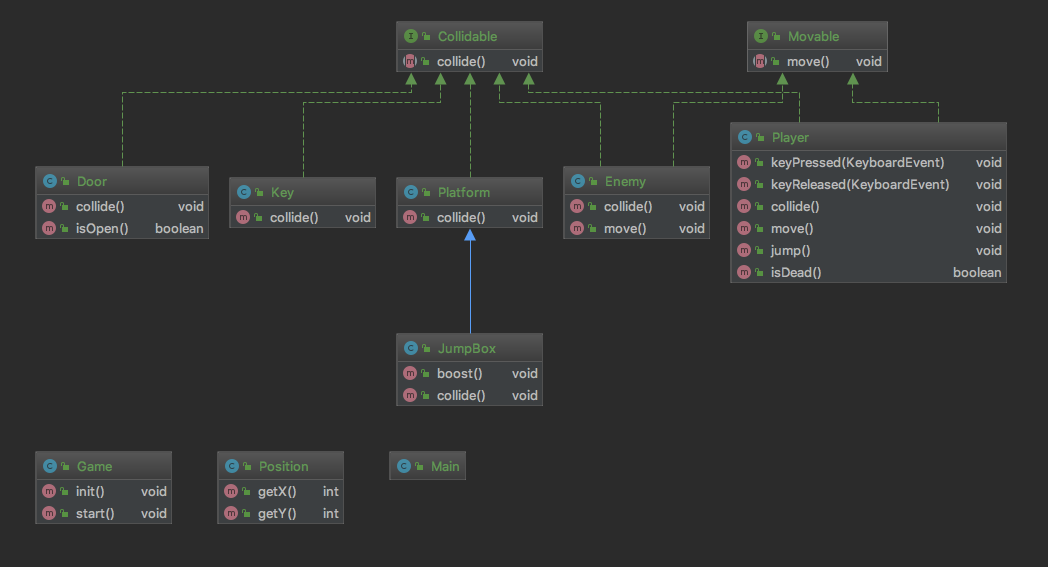 Collidable
collide() void
Movable
move() void
Door
collide() void
isOpen() boolean
Key
collide() void
Platform
collide() void
Enemy
collide() void
move() void
Player
keyPressed(KeyboardEvent) void
keyReleased(KeyboardEvent) void
collide() void
move() void
jump() void
isDead() boolean
JumpBox
boost() void
collide() void
Game
init() void
start() void
Position
getX() int
getY() int
Main